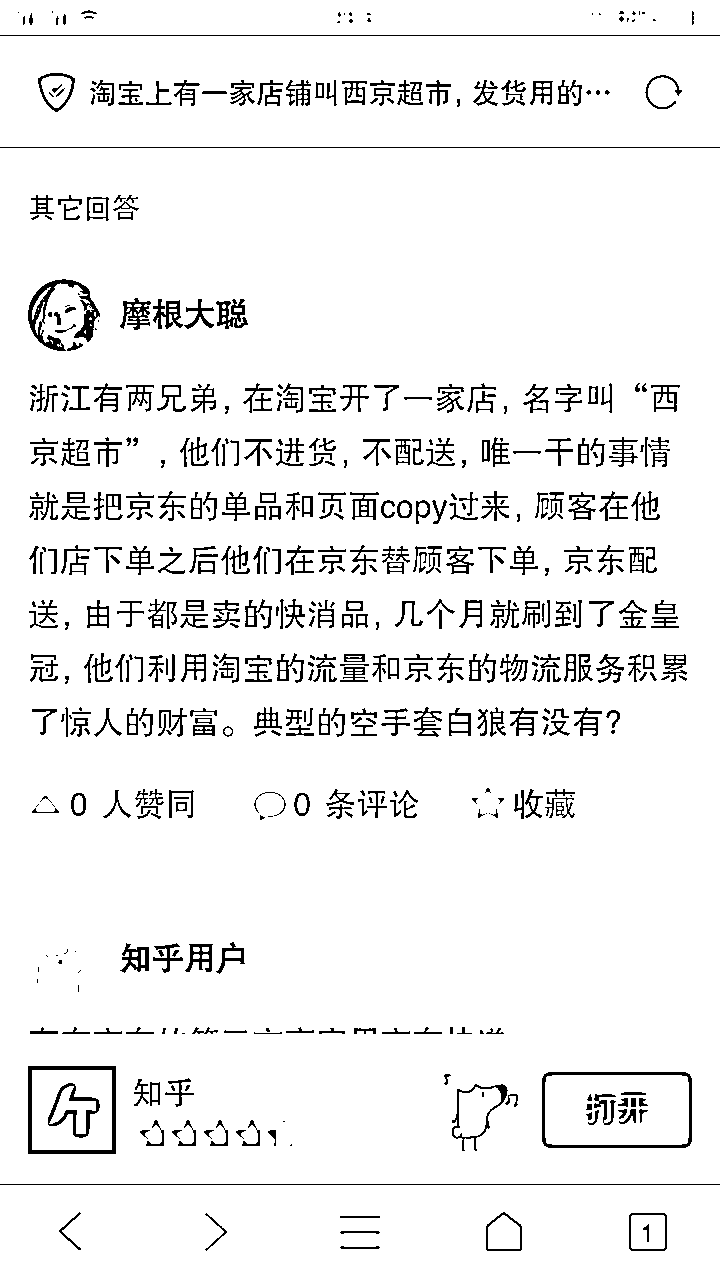 淘宝上有一家店铺叫西京超市，发货用的…
其它回答
摩根大聪
浙江有两兄弟，在淘宝开了一家店，名字叫“西
京超市”，他们不进货，不配送，唯一干的事情
就是把京东的单品和页面copy过来，顾客在他
们店下单之后他们在京东替顾客下单，京东配
送，由于都是卖的快消品，几个月就刷到了金皇
冠，他们利用淘宝的流量和京东的物流服务积累
了惊人的财富。典型的空手套白狼有没有？
0 人赞同 0 条评论 收藏
知乎用户
知乎
打开
1